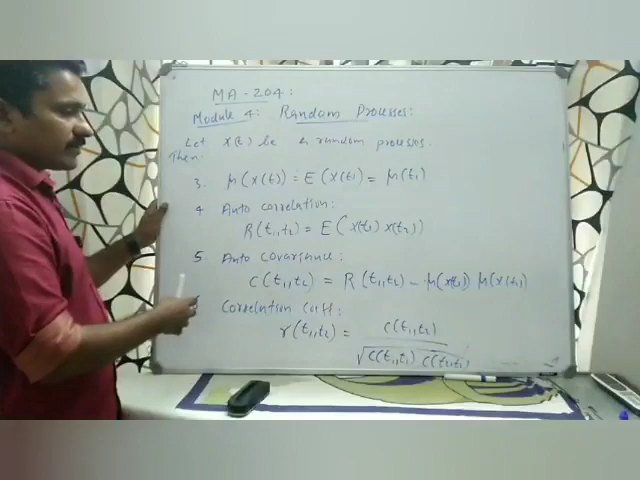 MA-204:
Module 4: Random Processes:
Let X(t) be a random process.
Then:
3. μ(X(t)) = E(X(t)) = μ(t)
4 Auto correlation:
R(t₁,t₂) = E(X(t₁) X(t₂))
5. Auto covariance:
C(t₁,t₂) = R(t₁,t₂) - μ(X(t₁)) μ(X(t₂))
Correlation Coeff:
r(t₁,t₂) = C(t₁,t₂)
√C(t₁,t₁) C(t₂,t₂)